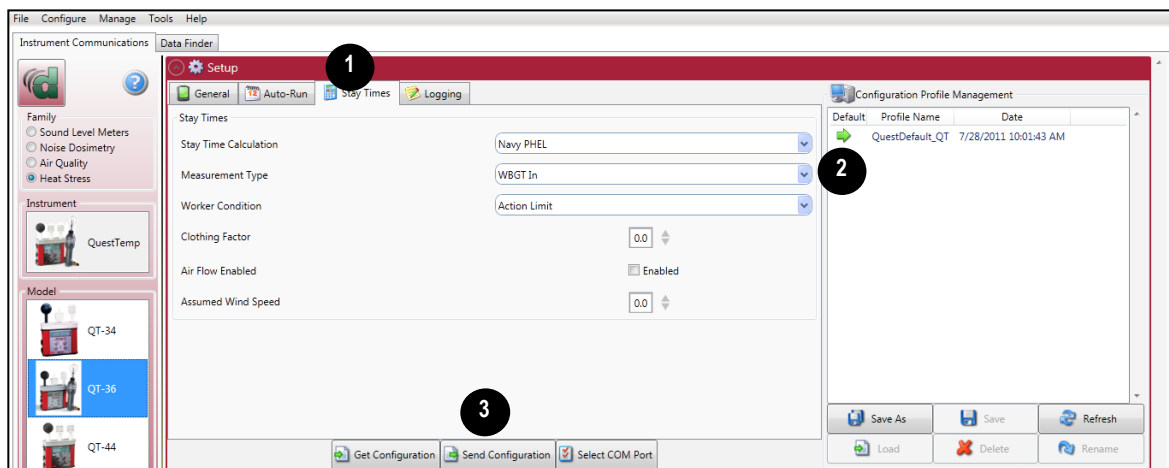 File Configure Manage Tools Help
Instrument Communications Data Finder
Setup
1
General 12 Auto-Run Stay Times Logging
Configuration Profile Management
Family
Sound Level Meters
Noise Dosimetry
Air Quality
Heat Stress
Stay Times
Default Profile Name Date
QuestDefault_QT 7/28/2011 10:01:43 AM
Stay Time Calculation Navy PHEL
Measurement Type WBGT In
2
Worker Condition Action Limit
Instrument
QuestTemp
Clothing Factor 0.0
Air Flow Enabled Enabled
Assumed Wind Speed 0.0
Model
QT-34
QT-36
QT-44
3
Get Configuration Send Configuration Select COM Port
Save As Save Refresh
Load Delete Rename